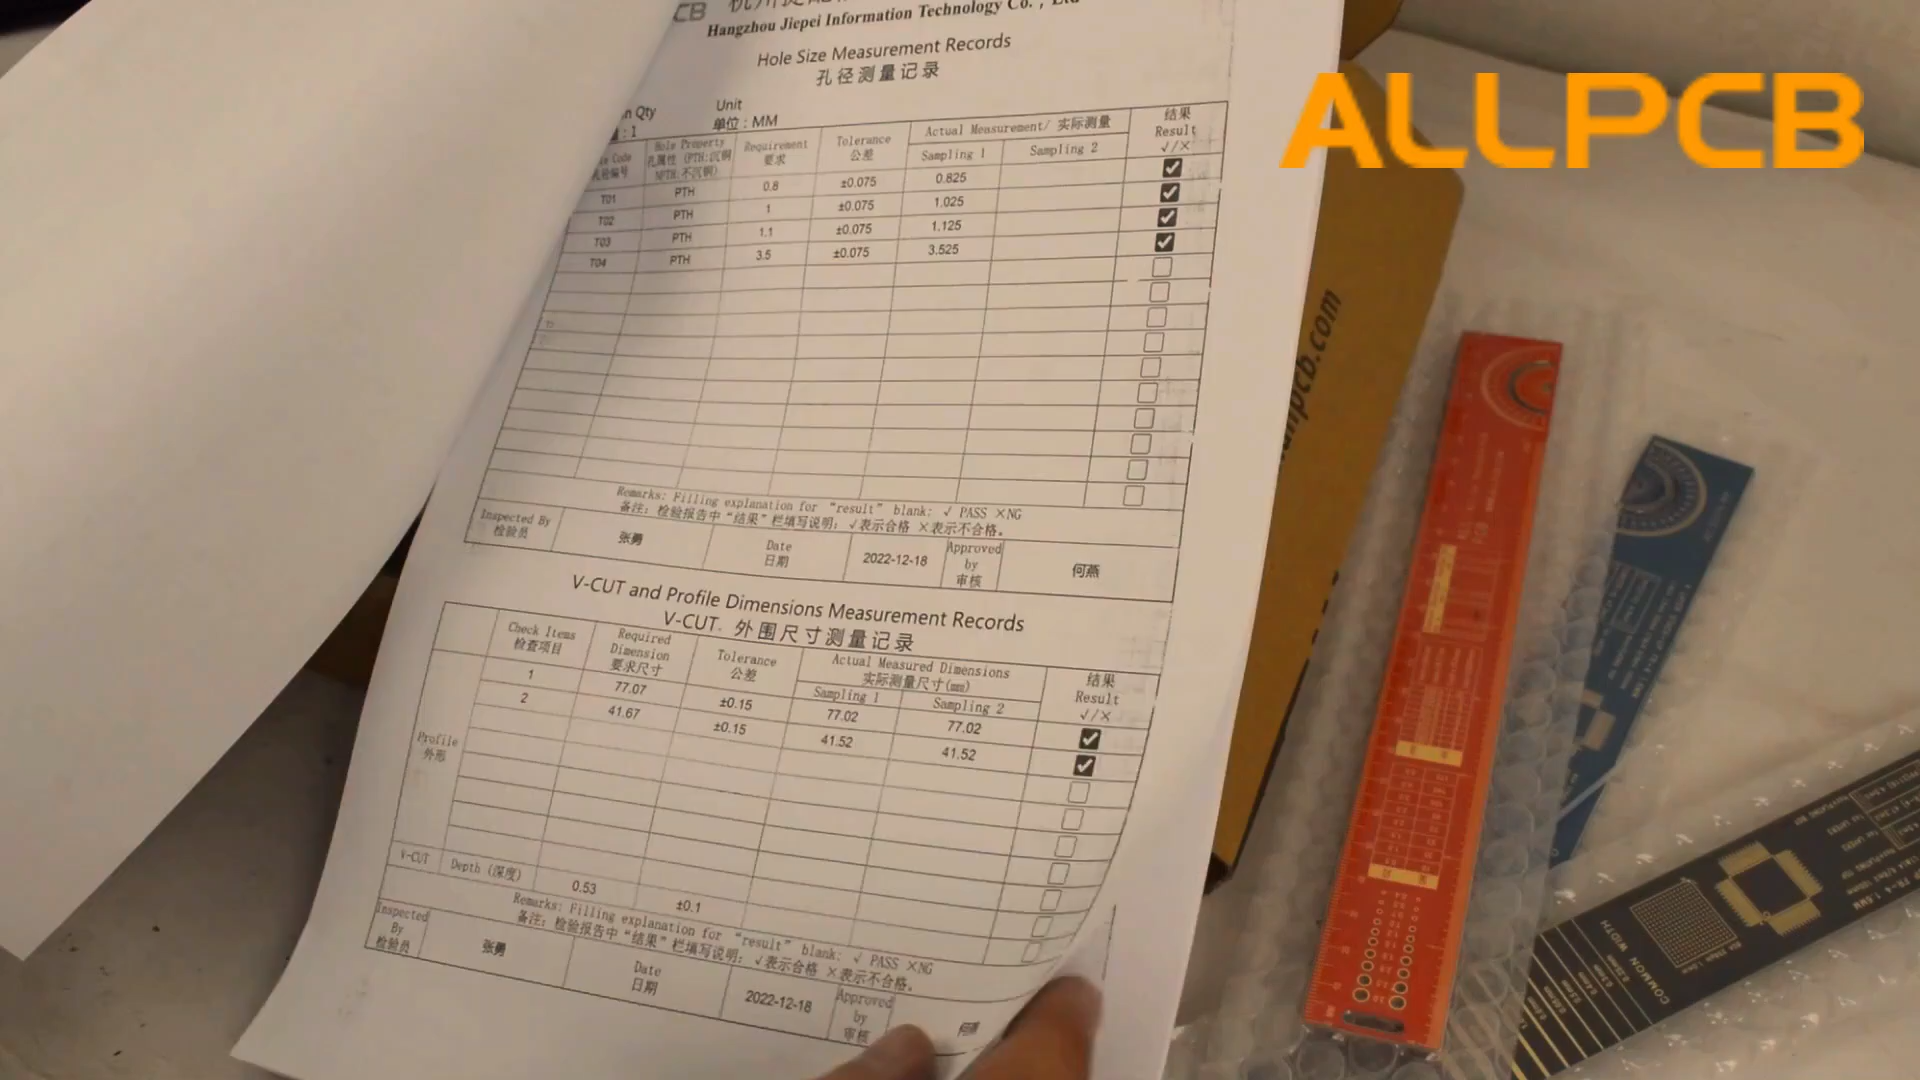 CB
Hangzhou Jiepei Information Technology Co.,
Hole Size Measurement Records
孔径测量记录
ALLPCB
Qty
: 1
Unit
单位: MM
Code
Hole Property
孔属性 (PTH:沉铜
NPTH:不沉铜)
Requirement
要求
Tolerance
公差
Actual Measurement/ 实际测量
Sampling 1
Sampling 2
结果
Result
√/×
T01 PTH 0.8 ±0.075 0.825
T02 PTH 1 ±0.075 1.025
T03 PTH 1.1 ±0.075 1.125
T04 PTH 3.5 ±0.075 3.525
Remarks: Filling explanation for "result" blank: √ PASS ×NG
备注: 检验报告中“结果”栏填写说明: √表示合格 ×表示不合格。
Inspected By
检验员
张勇
Date
日期
2022-12-18
Approved
by
审核
何燕
V-CUT and Profile Dimensions Measurement Records
V-CUT. 外围尺寸测量记录
Check Items
检查项目
Required
Dimension
要求尺寸
Tolerance
公差
Actual Measured Dimensions
实际测量尺寸(mm)
Sampling 1
Sampling 2
结果
Result
√/×
Profile
外形
1 77.07 ±0.15 77.02 77.02
2 41.67 ±0.15 41.52 41.52
V-CUT
Depth (深度)
0.53
±0.1
Remarks: Filling explanation for "result" blank: √ PASS ×NG
备注: 检验报告中“结果”栏填写说明: √表示合格 ×表示不合格。
Inspected
By
检验员
张勇
Date
日期
2022-12-18
Approved
by
审核
何燕
pcb.com
COMMON WIDTH